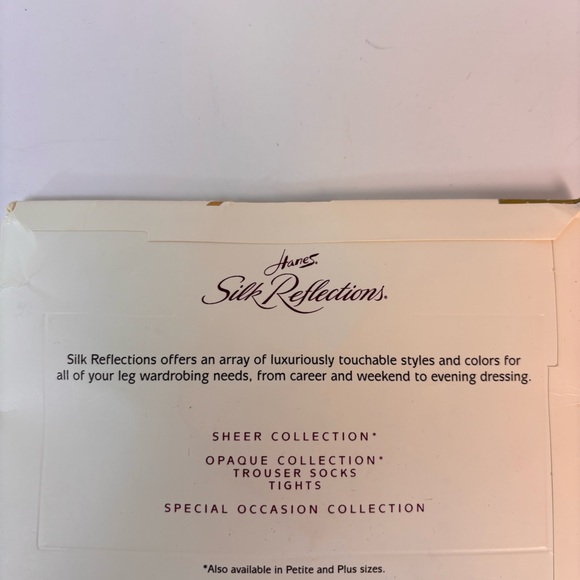 Hanes.
Silk Reflections.
Silk Reflections offers an array of luxuriously touchable styles and colors for
all of your leg wardrobing needs, from career and weekend to evening dressing.
SHEER COLLECTION*
OPAQUE COLLECTION*
TROUSER SOCKS
TIGHTS
SPECIAL OCCASION COLLECTION
*Also available in Petite and Plus sizes.